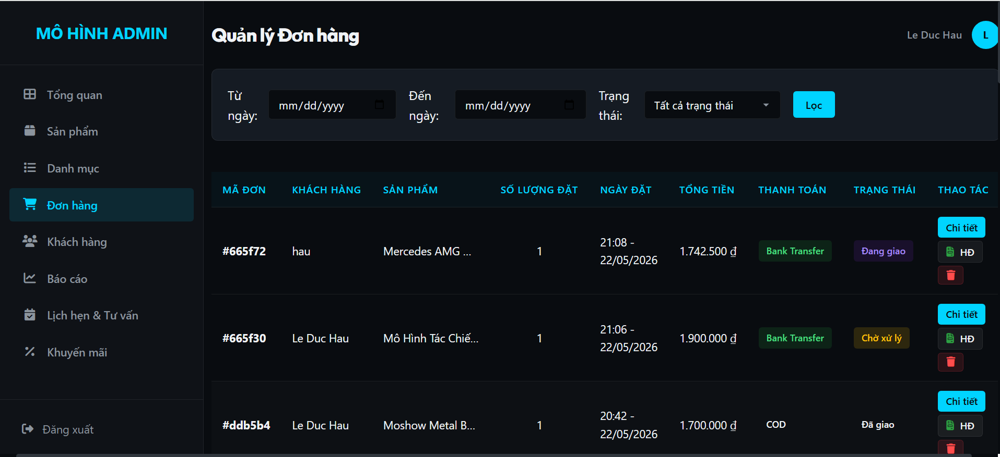 MÔ HÌNH ADMIN
Tổng quan
Sản phẩm
Danh mục
Đơn hàng
Khách hàng
Báo cáo
Lịch hẹn & Tư vấn
Khuyến mãi
Đăng xuất
Quản lý Đơn hàng
Le Duc Hau
L
Từ
ngày:
mm/dd/yyyy
Đến
ngày:
mm/dd/yyyy
Trạng
thái:
Tất cả trạng thái
Lọc
MÃ ĐƠN KHÁCH HÀNG SẢN PHẨM SỐ LƯỢNG ĐẶT NGÀY ĐẶT TỔNG TIỀN THANH TOÁN TRẠNG THÁI THAO TÁC
#665f72 hau Mercedes AMG ... 1
21:08 -
22/05/2026
1.742.500 ₫ Bank Transfer Đang giao
Chi tiết
HĐ
#665f30 Le Duc Hau Mô Hình Tác Chiế... 1
21:06 -
22/05/2026
1.900.000 ₫ Bank Transfer Chờ xử lý
Chi tiết
HĐ
#ddb5b4 Le Duc Hau Moshow Metal B... 1
20:42 -
22/05/2026
1.700.000 ₫ COD Đã giao
Chi tiết
HĐ